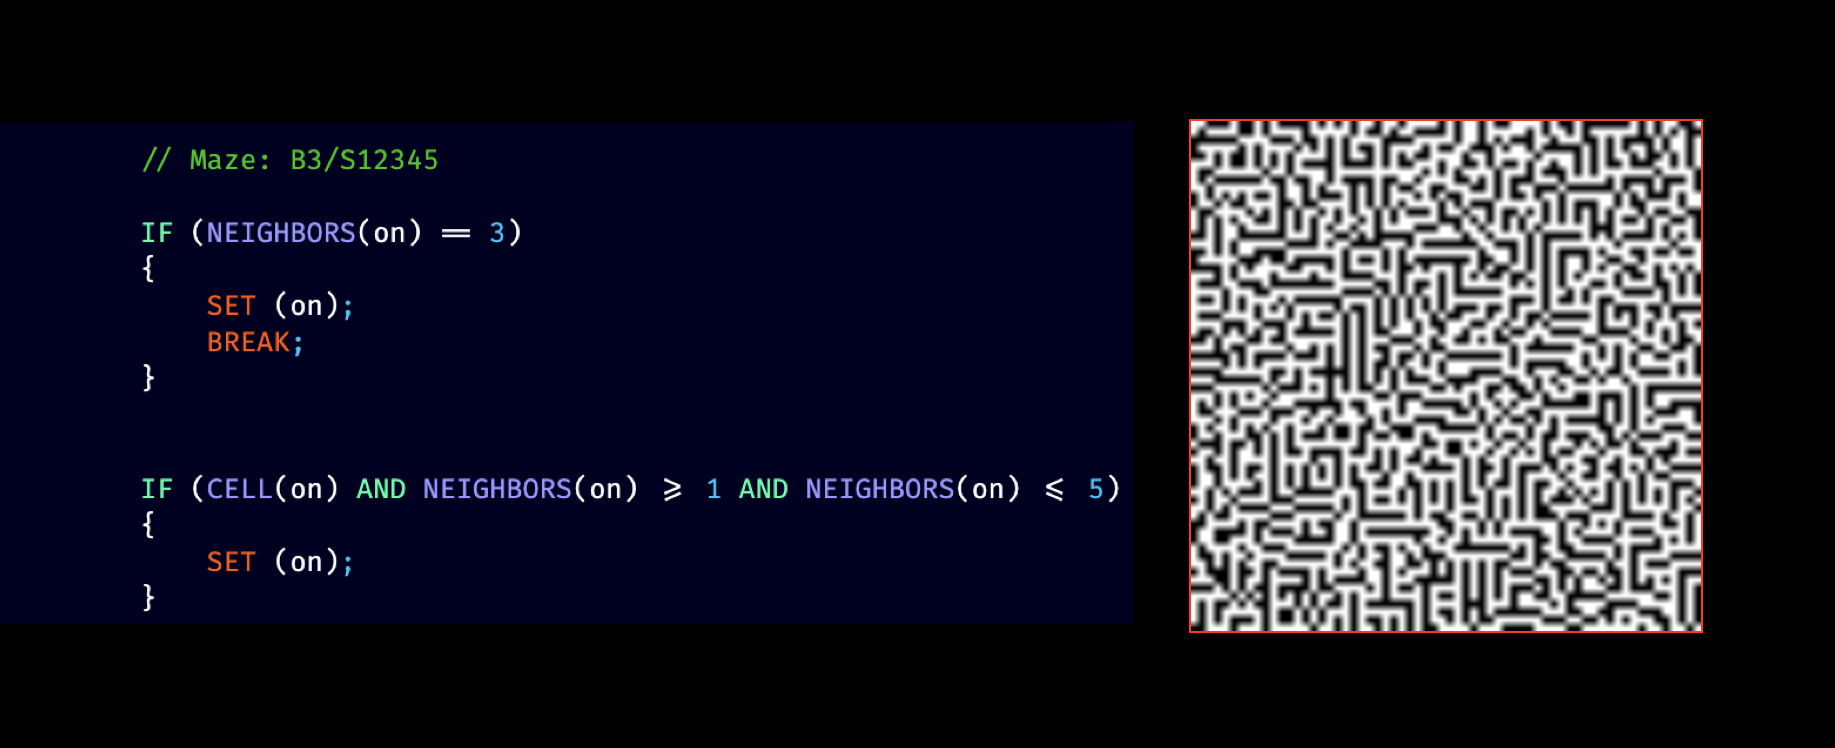 // Maze: B3/S12345
IF (NEIGHBORS(on) == 3)
{
SET (on);
BREAK;
}
IF (CELL(on) AND NEIGHBORS(on) >= 1 AND NEIGHBORS(on) <= 5)
{
SET (on);
}